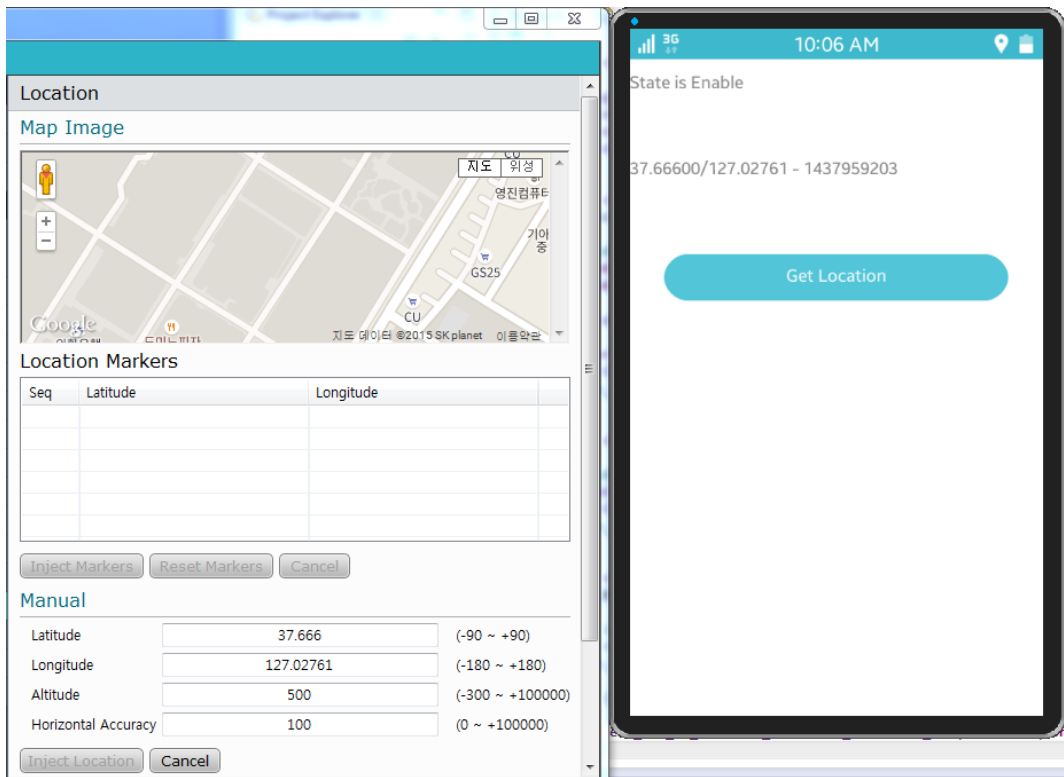 Project Explorer
Location
Map Image
CU
지도 위성
영진컴퓨터
기아
중
GS25
CU
Google
지도 데이터 ©2015 SK planet 이용약관
Location Markers
Seq Latitude Longitude
Inject Markers Reset Markers Cancel
Manual
Latitude 37.666 (-90 ~ +90)
Longitude 127.02761 (-180 ~ +180)
Altitude 500 (-300 ~ +100000)
Horizontal Accuracy 100 (0 ~ +100000)
Inject Location Cancel
3G 10:06 AM
State is Enable
37.66600/127.02761 - 1437959203
Get Location